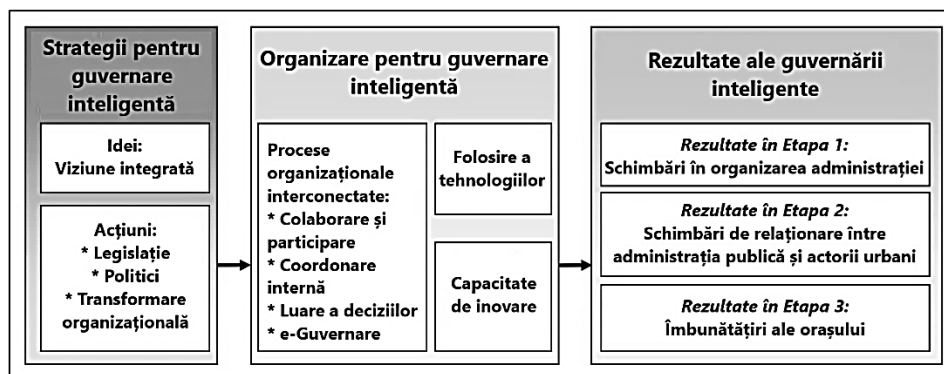 Strategii pentru
guvernare
inteligentă
Idei:
Viziune integrată
Acțiuni:
* Legislație
* Politici
* Transformare
organizațională
Organizare pentru guvernare
inteligentă
Procese
organizaționale
interconectate:
* Colaborare și
participare
* Coordonare
internă
* Luare a deciziilor
* e-Guvernare
Folosire a
tehnologiilor
Capacitate
de inovare
Rezultate ale guvernării
inteligente
Rezultate în Etapa 1:
Schimbări în organizarea administrației
Rezultate în Etapa 2:
Schimbări de relaționare între
administrația publică și actorii urbani
Rezultate în Etapa 3:
Îmbunătățiri ale orașului